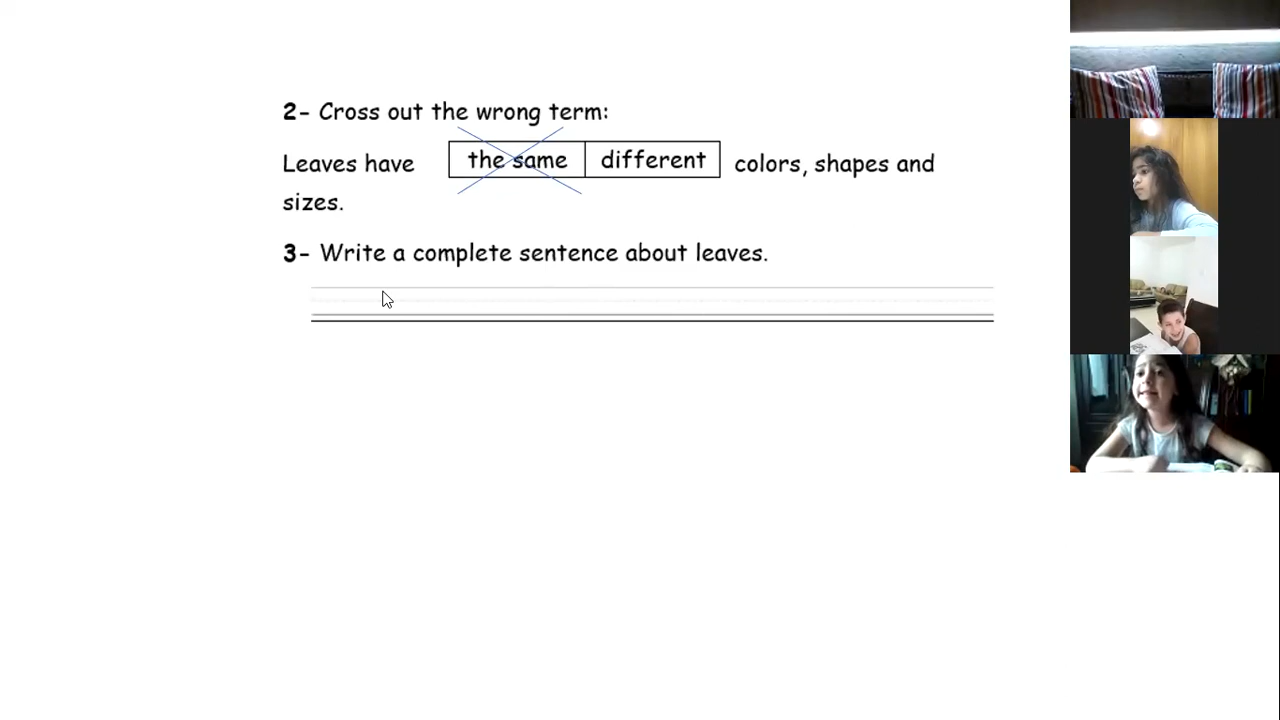 2- Cross out the wrong term:
Leaves have the same different colors, shapes and
sizes.
3- Write a complete sentence about leaves.